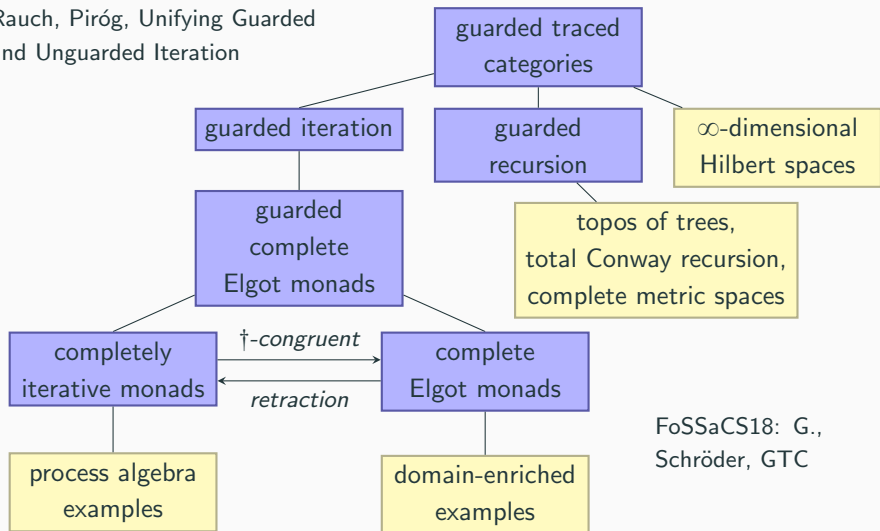 Rauch, Piróg, Unifying Guarded
and Unguarded Iteration
guarded traced
categories
guarded iteration
guarded
recursion
∞-dimensional
Hilbert spaces
guarded
complete
Elgot monads
topos of trees,
total Conway recursion,
complete metric spaces
completely
iterative monads
†-congruent
retraction
complete
Elgot monads
process algebra
examples
domain-enriched
examples
FoSSaCS18: G.,
Schröder, GTC